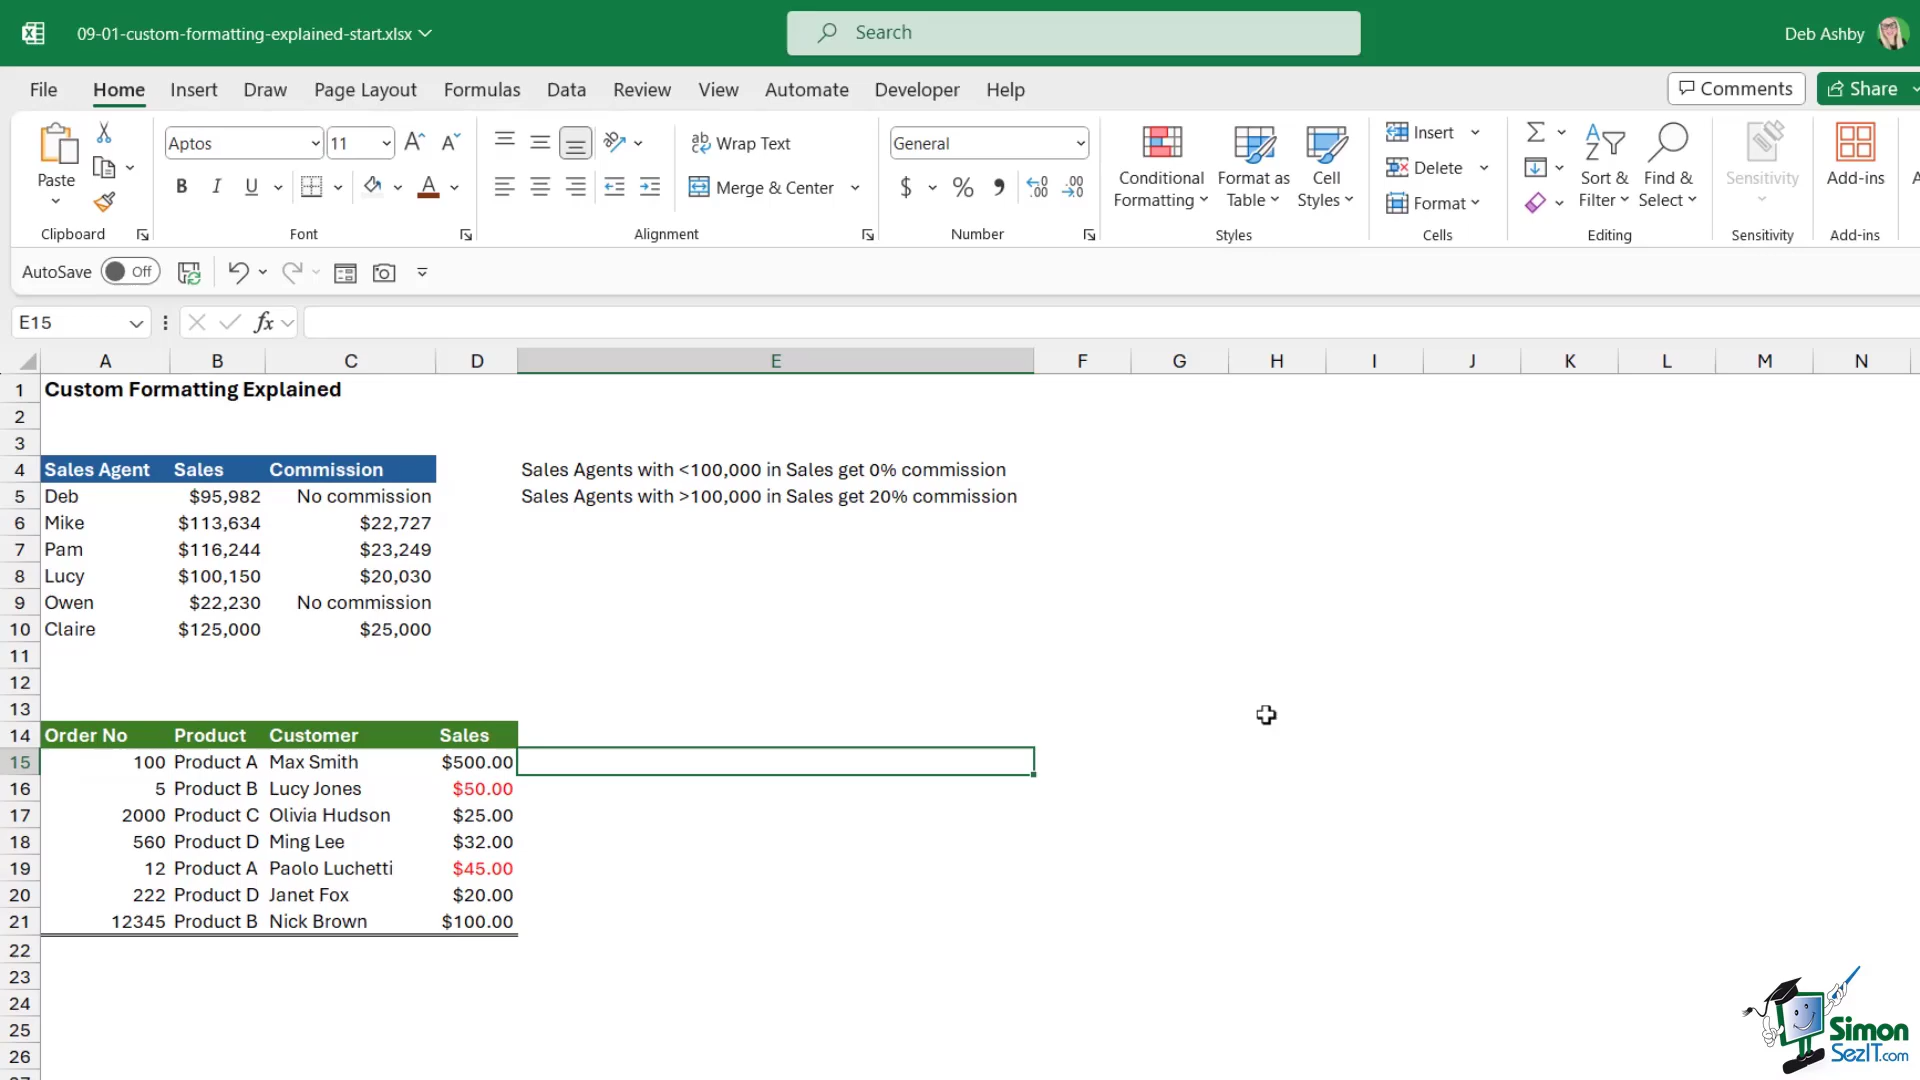 09-01-custom-formatting-explained-start.xlsx
Search
Deb Ashby
File Home Insert Draw Page Layout Formulas Data Review View Automate Developer Help
Comments Share
Paste
Clipboard
Aptos 11
B I U
Font
Wrap Text
Merge & Center
Alignment
General
$ % 9
Number
Conditional Formatting
Format as Table
Cell Styles
Styles
Insert
Delete
Format
Cells
Sort & Filter
Find & Select
Editing
Sensitivity
Sensitivity
Add-ins
Add-ins
AutoSave Off
E15
fx
A B C D E F G H I J K L M N
1 Custom Formatting Explained
2
3
4 Sales Agent Sales Commission Sales Agents with <100,000 in Sales get 0% commission
5 Deb $95,982 No commission Sales Agents with >100,000 in Sales get 20% commission
6 Mike $113,634 $22,727
7 Pam $116,244 $23,249
8 Lucy $100,150 $20,030
9 Owen $22,230 No commission
10 Claire $125,000 $25,000
11
12
13
14 Order No Product Customer Sales
15 100 Product A Max Smith $500.00
16 5 Product B Lucy Jones $50.00
17 2000 Product C Olivia Hudson $25.00
18 560 Product D Ming Lee $32.00
19 12 Product A Paolo Luchetti $45.00
20 222 Product D Janet Fox $20.00
21 12345 Product B Nick Brown $100.00
22
23
24
25
26
Simon
SezIT.com